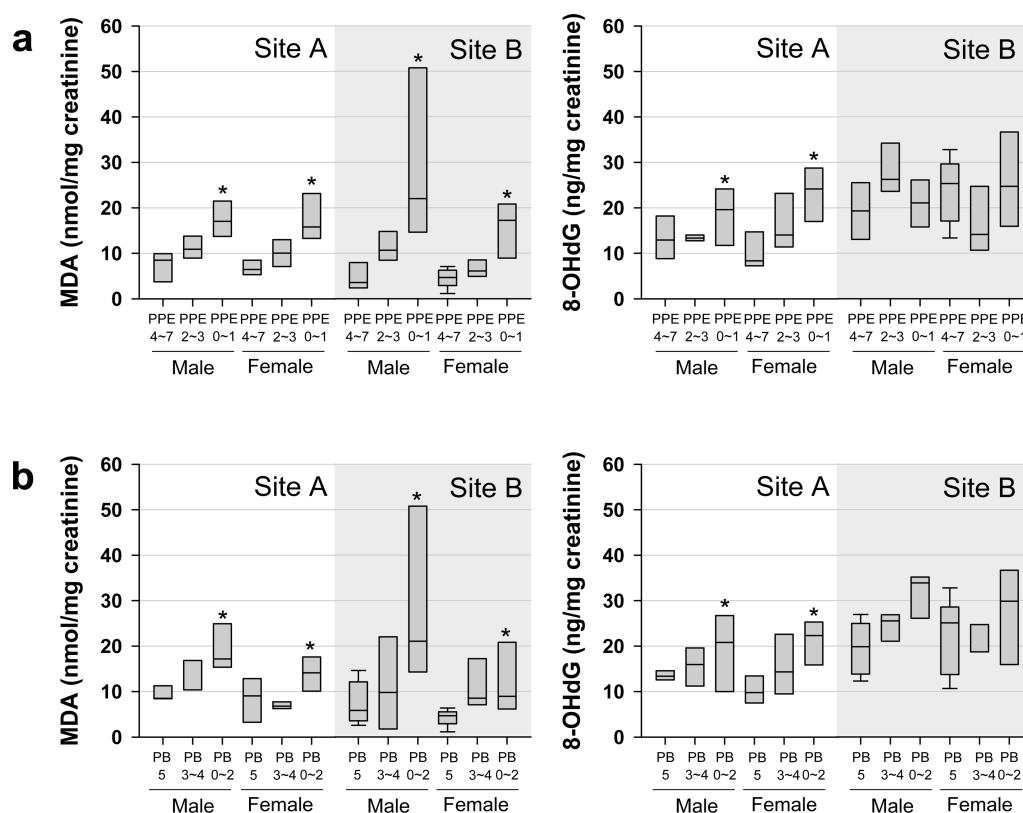 a
MDA (nmol/mg creatinine)
60
50
40
30
20
10
0
Site A
Site B
*
*
*
*
PPE PPE PPE PPE PPE PPE PPE PPE PPE PPE PPE PPE
4~7 2~3 0~1 4~7 2~3 0~1 4~7 2~3 0~1 4~7 2~3 0~1
Male Female Male Female
8-OHdG (ng/mg creatinine)
60
50
40
30
20
10
0
Site A
Site B
*
*
PPE PPE PPE PPE PPE PPE PPE PPE PPE PPE PPE PPE
4~7 2~3 0~1 4~7 2~3 0~1 4~7 2~3 0~1 4~7 2~3 0~1
Male Female Male Female
b
MDA (nmol/mg creatinine)
60
50
40
30
20
10
0
Site A
Site B
*
*
*
*
PB PB PB PB PB PB PB PB PB PB PB PB
5 3~4 0~2 5 3~4 0~2 5 3~4 0~2 5 3~4 0~2
Male Female Male Female
8-OHdG (ng/mg creatinine)
60
50
40
30
20
10
0
Site A
Site B
*
*
PB PB PB PB PB PB PB PB PB PB PB PB
5 3~4 0~2 5 3~4 0~2 5 3~4 0~2 5 3~4 0~2
Male Female Male Female